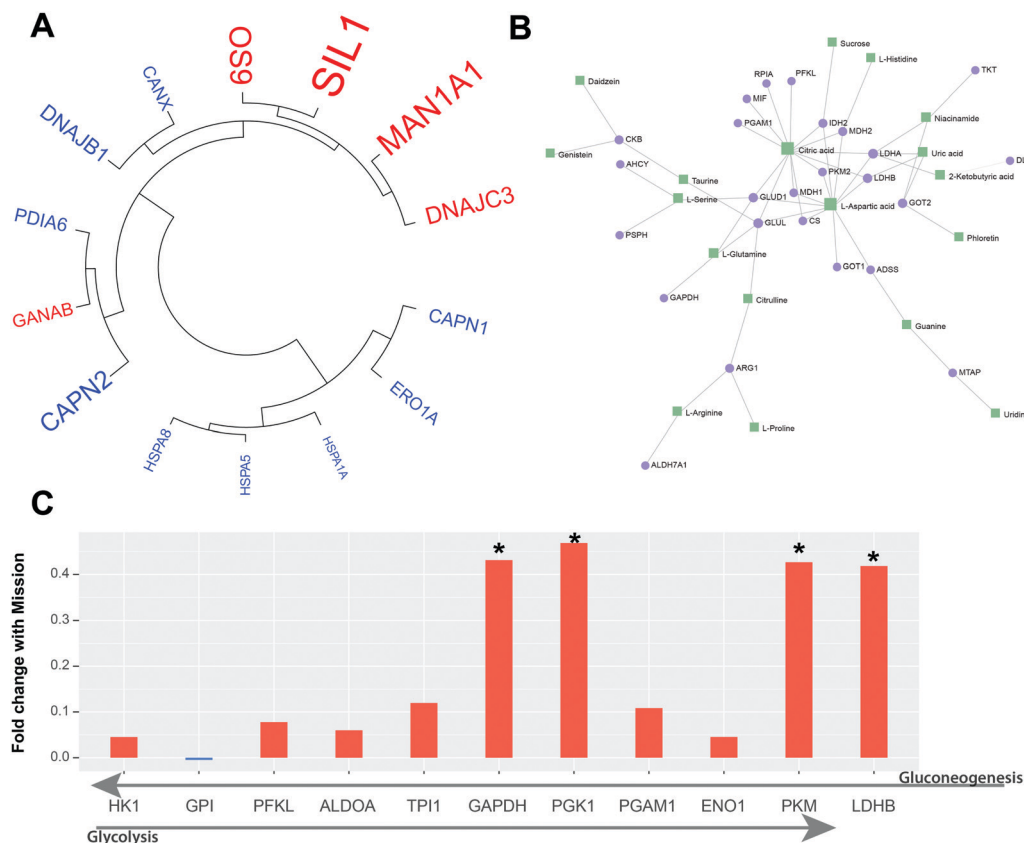 A
OS9
SIL1
MAN1A1
DNAJC3
CANX
DNAJB1
PDIA6
GANAB
CAPN2
CAPN1
ERO1A
HSPA8
HSPA5
HSPA1A
B
Sucrose
L-Histidine
Daidzein
RPIA
PFKL
TKT
MIF
PGAM1
IDH2
MDH2
Niacinamide
CKB
Genistein
Citric acid
LDHA
Uric acid
DL
AHCY
PKM2
LDHB
2-Ketobutyric acid
Taurine
L-Serine
GLUD1
MDH1
L-Aspartic acid
GOT2
PSPH
GLUL
CS
Phloretin
L-Glutamine
GOT1
ADSS
GAPDH
Citrulline
Guanine
ARG1
MTAP
L-Arginine
L-Proline
Uridin
ALDH7A1
C
Fold change with Mission
0.4
0.3
0.2
0.1
0.0
* * * *
Gluconeogenesis
HK1 GPI PFKL ALDOA TPI1 GAPDH PGK1 PGAM1 ENO1 PKM LDHB
Glycolysis